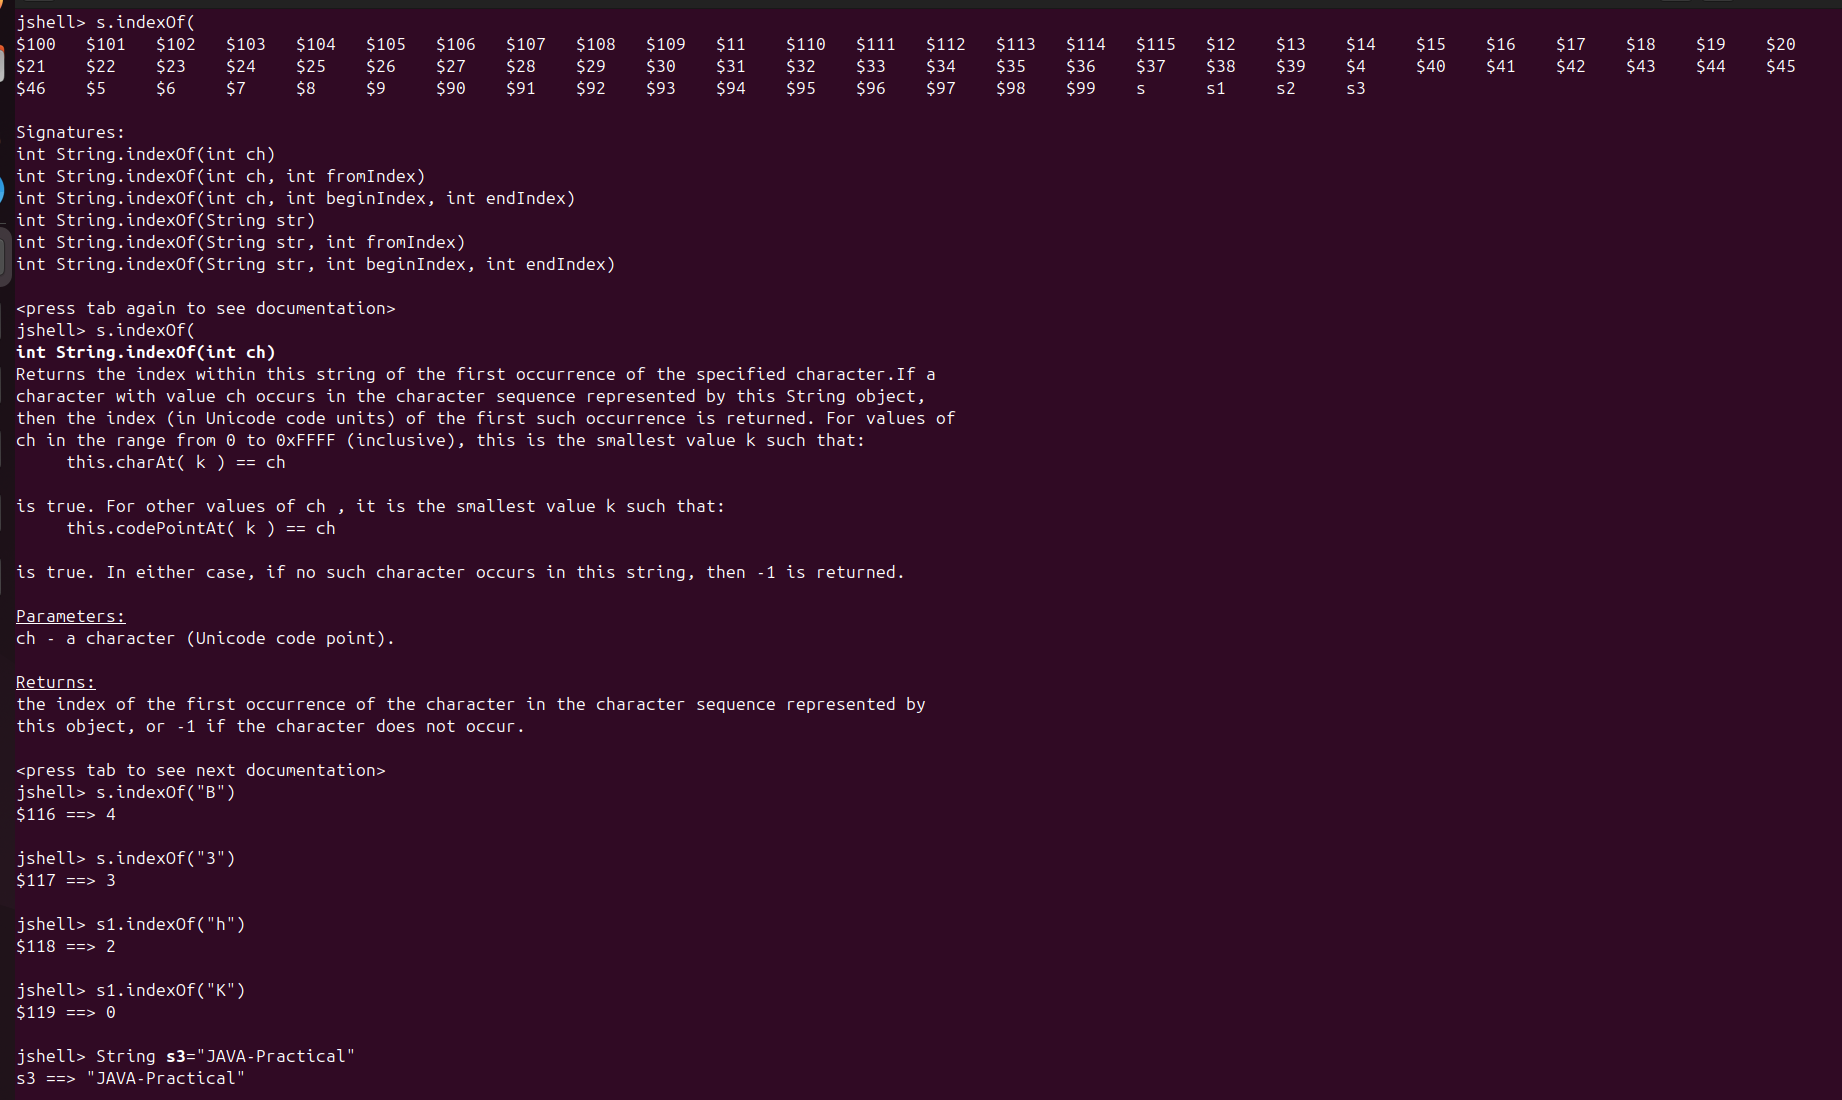 jshell> s.indexOf(
$100 $101 $102 $103 $104 $105 $106 $107 $108 $109 $11 $110 $111 $112 $113 $114 $115 $12 $13 $14 $15 $16 $17 $18 $19 $20
$21 $22 $23 $24 $25 $26 $27 $28 $29 $30 $31 $32 $33 $34 $35 $36 $37 $38 $39 $4 $40 $41 $42 $43 $44 $45
$46 $5 $6 $7 $8 $9 $90 $91 $92 $93 $94 $95 $96 $97 $98 $99 s s1 s2 s3
Signatures:
int String.indexOf(int ch)
int String.indexOf(int ch, int fromIndex)
int String.indexOf(int ch, int beginIndex, int endIndex)
int String.indexOf(String str)
int String.indexOf(String str, int fromIndex)
int String.indexOf(String str, int beginIndex, int endIndex)
<press tab again to see documentation>
jshell> s.indexOf(
int String.indexOf(int ch)
Returns the index within this string of the first occurrence of the specified character.If a
character with value ch occurs in the character sequence represented by this String object,
then the index (in Unicode code units) of the first such occurrence is returned. For values of
ch in the range from 0 to 0xFFFF (inclusive), this is the smallest value k such that:
this.charAt( k ) == ch
is true. For other values of ch , it is the smallest value k such that:
this.codePointAt( k ) == ch
is true. In either case, if no such character occurs in this string, then -1 is returned.
Parameters:
ch - a character (Unicode code point).
Returns:
the index of the first occurrence of the character in the character sequence represented by
this object, or -1 if the character does not occur.
<press tab to see next documentation>
jshell> s.indexOf("B")
$116 ==> 4
jshell> s.indexOf("3")
$117 ==> 3
jshell> s1.indexOf("h")
$118 ==> 2
jshell> s1.indexOf("K")
$119 ==> 0
jshell> String s3="JAVA-Practical"
s3 ==> "JAVA-Practical"